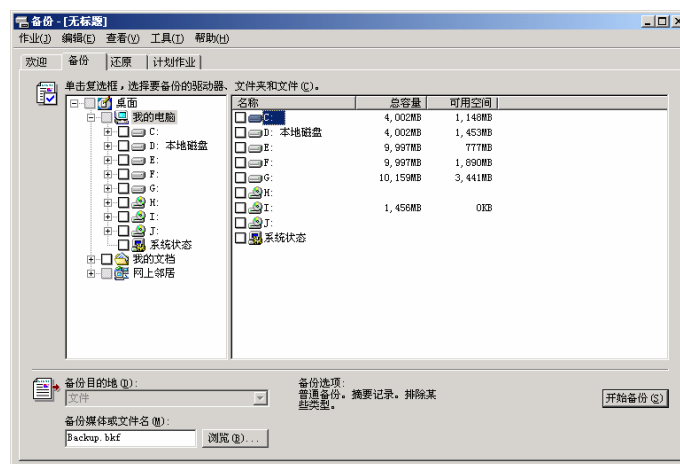 备份 - [无标题]
作业(J) 编辑(E) 查看(V) 工具(T) 帮助(H)
欢迎 备份 还原 计划作业
单击复选框，选择要备份的驱动器、文件夹和文件(C)。
桌面
我的电脑
C:
D: 本地磁盘
E:
F:
G:
H:
I:
J:
系统状态
我的文档
网上邻居
名称 总容量 可用空间
C: 4,002MB 1,148MB
D: 本地磁盘 4,002MB 1,453MB
E: 9,997MB 777MB
F: 9,997MB 1,890MB
G: 10,159MB 3,441MB
H:
I: 1,456MB 0KB
J:
系统状态
备份目的地(D):
文件
备份媒体或文件名(M):
Backup.bkf 浏览(B)...
备份选项:
普通备份。摘要记录。排除某
些类型。
开始备份(S)